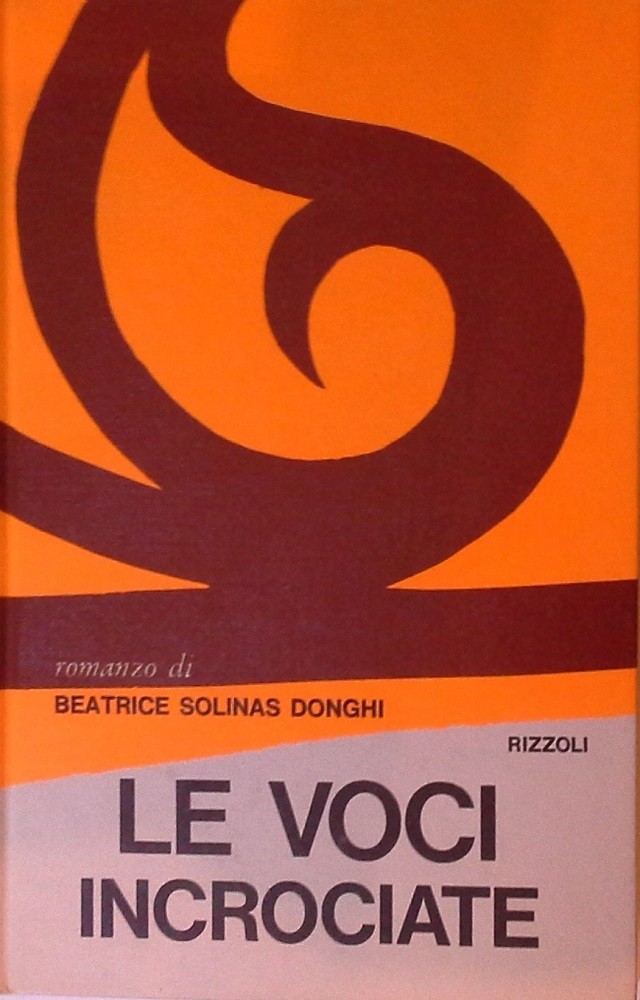 romanzo di
BEATRICE SOLINAS DONGHI
RIZZOLI
LE VOCI
INCROCIATE